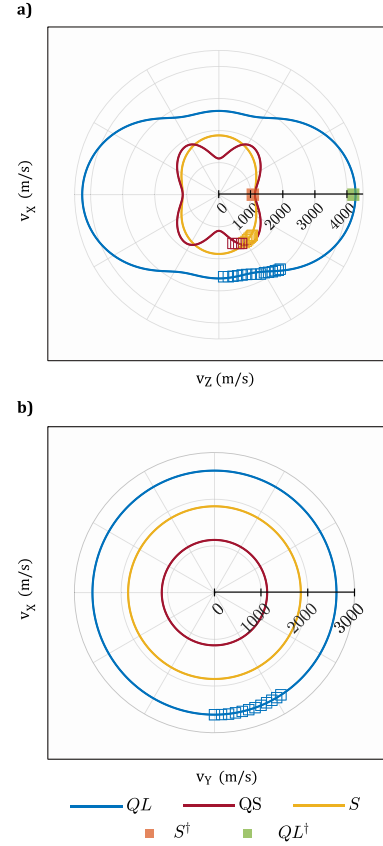 a)
v_X (m/s)
0 1000 2000 3000 4000
v_Z (m/s)
b)
v_X (m/s)
0 1000 2000 3000
v_Y (m/s)
QL QS S
S† QL†